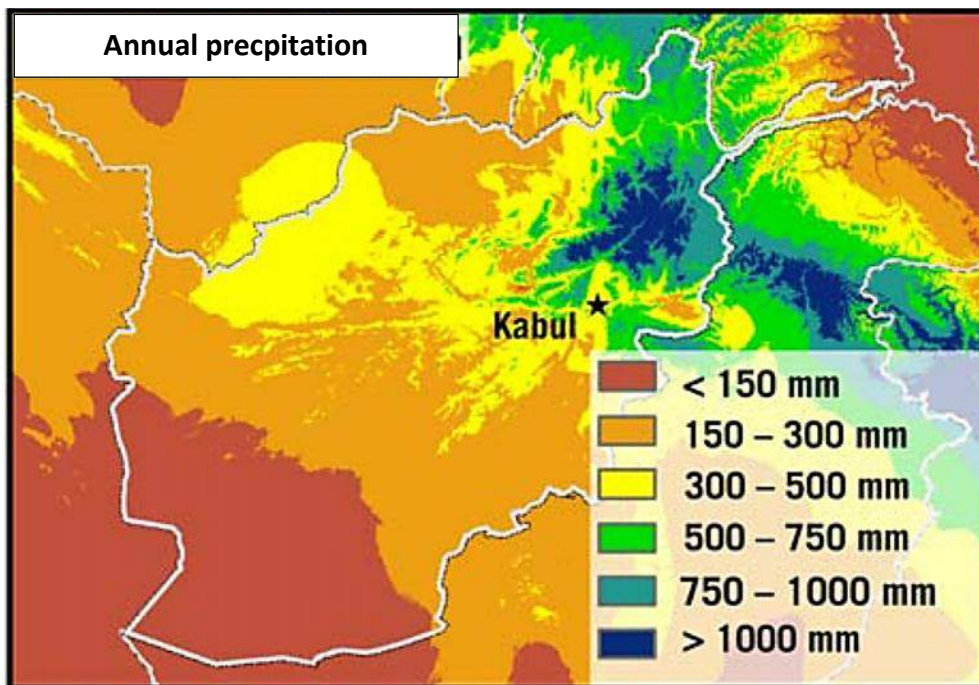 Annual precpitation
Kabul
< 150 mm
150 – 300 mm
300 – 500 mm
500 – 750 mm
750 – 1000 mm
> 1000 mm